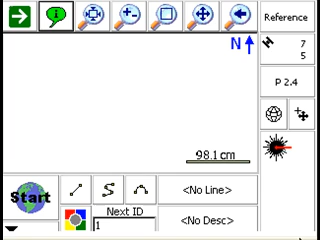 Reference
N
7
5
P 2.4
98.1 cm
Start
<No Line>
Next ID
1
<No Desc>